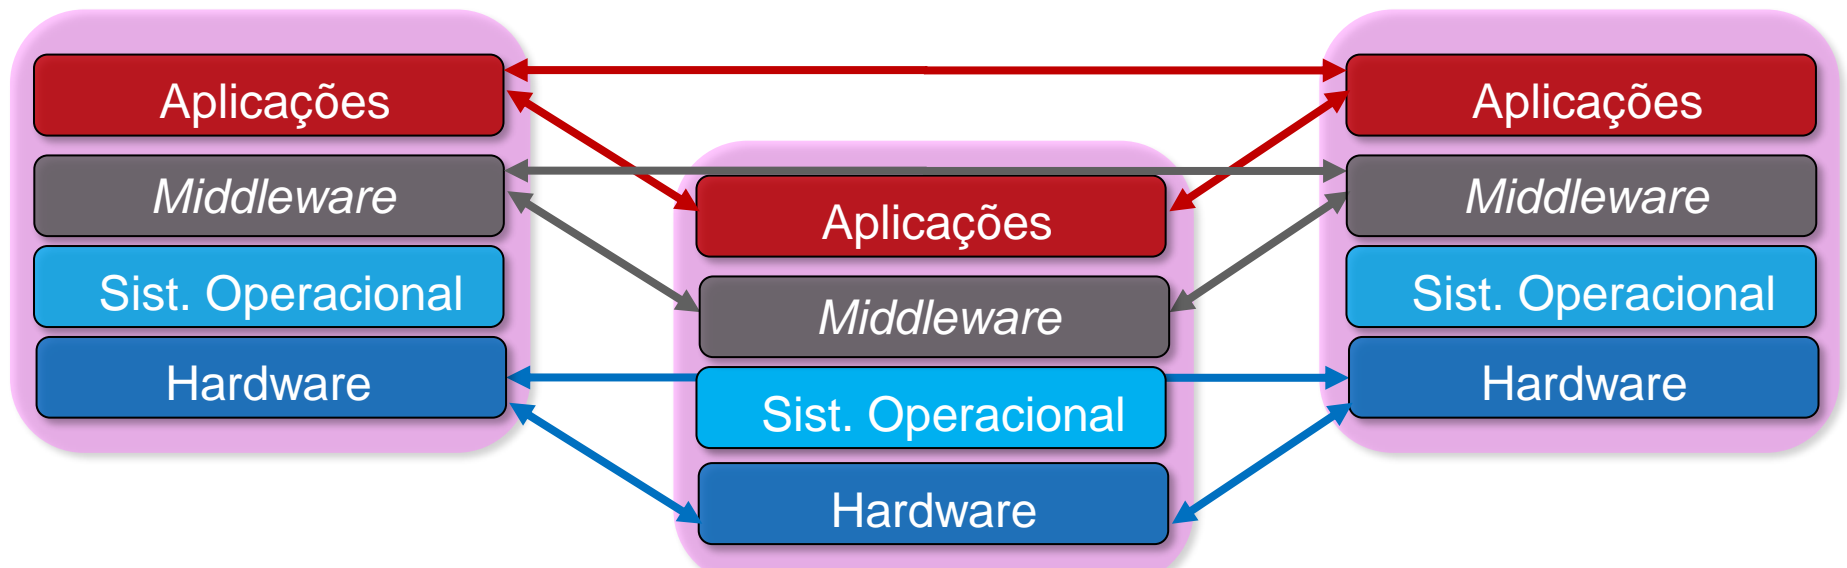 Aplicações
Middleware
Sist. Operacional
Hardware
Aplicações
Middleware
Sist. Operacional
Hardware
Aplicações
Middleware
Sist. Operacional
Hardware